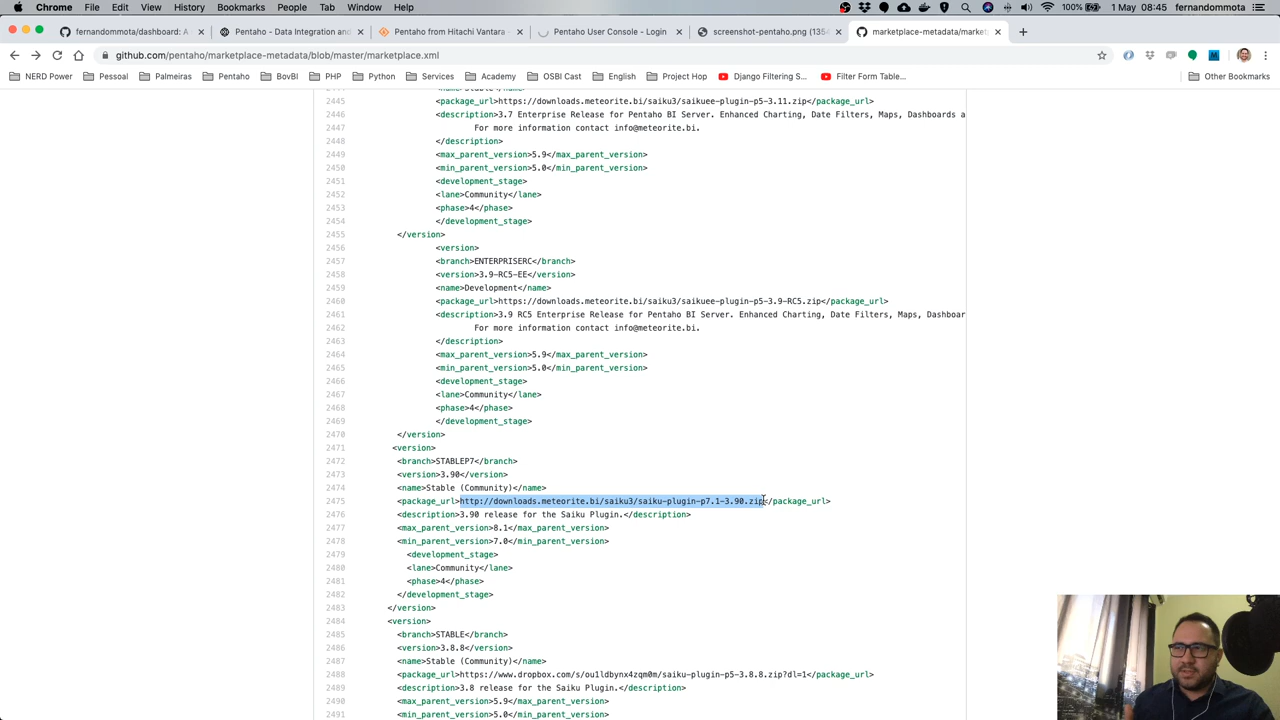 Chrome File Edit View History Bookmarks People Tab Window Help 100% 1 May 08:45 fernandommota
fernandommota/dashboard: A Pentaho - Data Integration and Pentaho from Hitachi Vantara - Pentaho User Console - Login screenshot-pentaho.png (1354 marketplace-metadata/market
github.com/pentaho/marketplace-metadata/blob/master/marketplace.xml
NERD Power Pessoal Palmeiras Pentaho BovBI PHP Python Services Academy OSBI Cast English Project Hop Django Filtering S... Filter Form Table... Other Bookmarks
2445 <package_url>https://downloads.meteorite.bi/saiku3/saikuee-plugin-p5-3.11.zip</package_url>
2446 <description>3.7 Enterprise Release for Pentaho BI Server. Enhanced Charting, Date Filters, Maps, Dashboards a
2447 For more information contact info@meteorite.bi.
2448 </description>
2449 <max_parent_version>5.9</max_parent_version>
2450 <min_parent_version>5.0</min_parent_version>
2451 <development_stage>
2452 <lane>Community</lane>
2453 <phase>4</phase>
2454 </development_stage>
2455 </version>
2456 <version>
2457 <branch>ENTERPRISERC</branch>
2458 <version>3.9-RC5-EE</version>
2459 <name>Development</name>
2460 <package_url>https://downloads.meteorite.bi/saiku3/saikuee-plugin-p5-3.9-RC5.zip</package_url>
2461 <description>3.9 RC5 Enterprise Release for Pentaho BI Server. Enhanced Charting, Date Filters, Maps, Dashboar
2462 For more information contact info@meteorite.bi.
2463 </description>
2464 <max_parent_version>5.9</max_parent_version>
2465 <min_parent_version>5.0</min_parent_version>
2466 <development_stage>
2467 <lane>Community</lane>
2468 <phase>4</phase>
2469 </development_stage>
2470 </version>
2471 <version>
2472 <branch>STABLEP7</branch>
2473 <version>3.90</version>
2474 <name>Stable (Community)</name>
2475 <package_url>http://downloads.meteorite.bi/saiku3/saiku-plugin-p7.1-3.90.zip</package_url>
2476 <description>3.90 release for the Saiku Plugin.</description>
2477 <max_parent_version>8.1</max_parent_version>
2478 <min_parent_version>7.0</min_parent_version>
2479 <development_stage>
2480 <lane>Community</lane>
2481 <phase>4</phase>
2482 </development_stage>
2483 </version>
2484 <version>
2485 <branch>STABLE</branch>
2486 <version>3.8.8</version>
2487 <name>Stable (Community)</name>
2488 <package_url>https://www.dropbox.com/s/ou1ldbynx4zqm0m/saiku-plugin-p5-3.8.8.zip?dl=1</package_url>
2489 <description>3.8 release for the Saiku Plugin.</description>
2490 <max_parent_version>5.9</max_parent_version>
2491 <min_parent_version>5.0</min_parent_version>